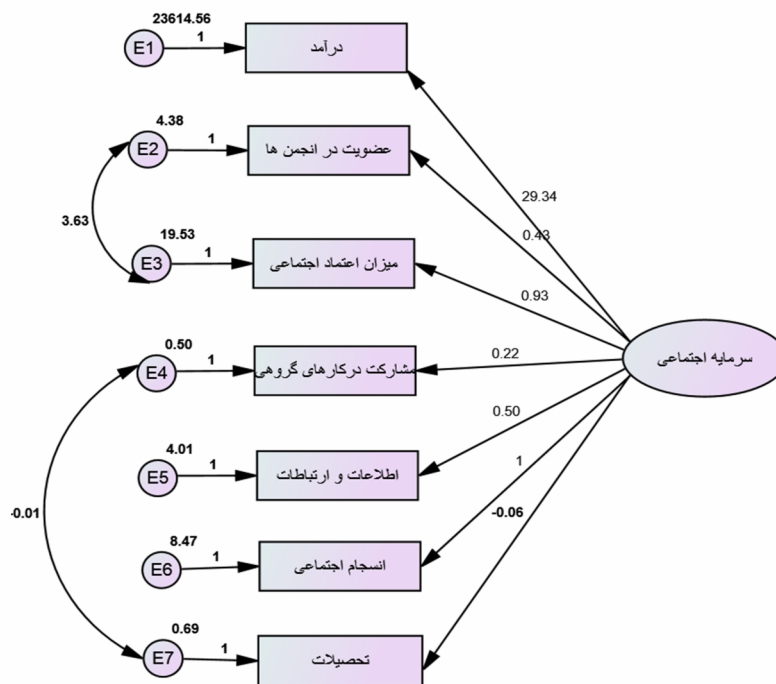 23614.56
E1
1
درآمد
4.38
E2
1
عضویت در انجمن ها
3.63
19.53
E3
1
میزان اعتماد اجتماعی
0.50
E4
1
مشارکت درکارهای گروهی
4.01
E5
1
اطلاعات و ارتباطات
-0.01
8.47
E6
1
انسجام اجتماعی
0.69
E7
1
تحصیلات
29.34
0.43
0.93
0.22
0.50
1
-0.06
سرمایه اجتماعی